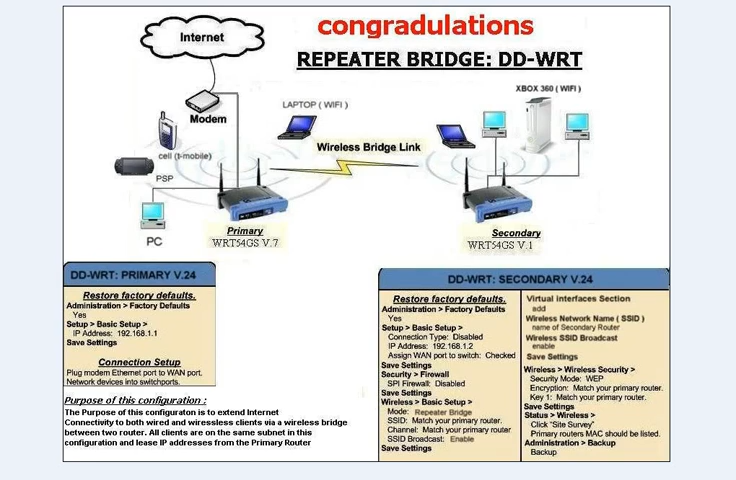 congradulations
REPEATER BRIDGE: DD-WRT
Internet
XBOX 360 ( WIFI )
LAPTOP ( WIFI )
Modem
Wireless Bridge Link
cell (t-mobile)
PSP
PC
Primary
WRT54GS V.7
Secondary
WRT54GS V.1
DD-WRT: PRIMARY V.24
Restore factory defaults.
Administration > Factory Defaults
Yes
Setup > Basic Setup >
IP Address: 192.168.1.1
Save Settings
Connection Setup
Plug modem Ethernet port to WAN port.
Network devices into switchports.
Purpose of this configuration :
The Purpose of this configuraton is to extend Internet
Connectivity to both wired and wiressless clients via a wireless bridge
between two router. All clients are on the same subnet in this
configuration and lease IP addresses from the Primary Router
DD-WRT: SECONDARY V.24
Restore factory defaults.
Administration > Factory Defaults
Yes
Setup > Basic Setup >
Connection Type: Disabled
IP Address: 192.168.1.2
Assign WAN port to switch: Checked
Save Settings
Security > Firewall
SPI Firewall: Disabled
Save Settings
Wireless > Basic Setup >
Mode: Repeater Bridge
SSID: Match your primary router.
Channel: Match your primary router
SSID Broadcast: Enable
Save Settings
Virtual interfaces Section
add
Wireless Network Name ( SSID )
name of Secondary Router
Wireless SSID Broadcast
enable
Save Settings
Wireless > Wireless Security >
Security Mode: WEP
Encryption: Match your primary router.
Key 1: Match your primary router.
Save Settings
Status > Wireless >
Click "Site Survey"
Primary routers MAC should be listed.
Administration > Backup
Backup